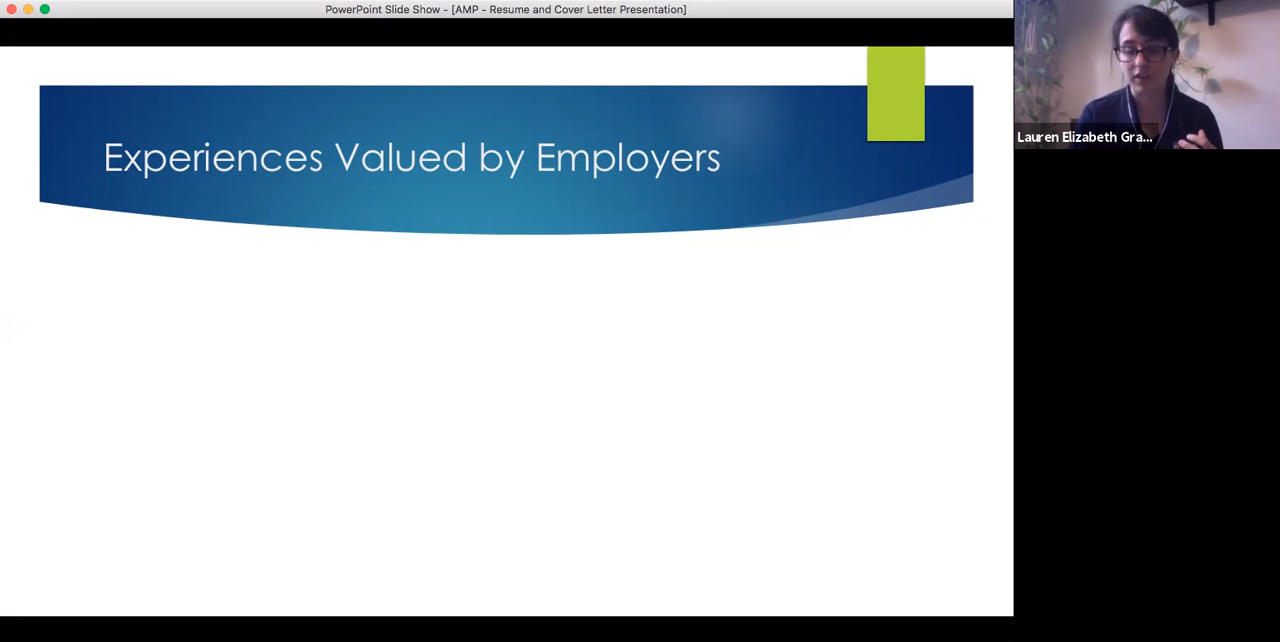 PowerPoint Slide Show - [AMP - Resume and Cover Letter Presentation]
Experiences Valued by Employers
Lauren Elizabeth Gra...